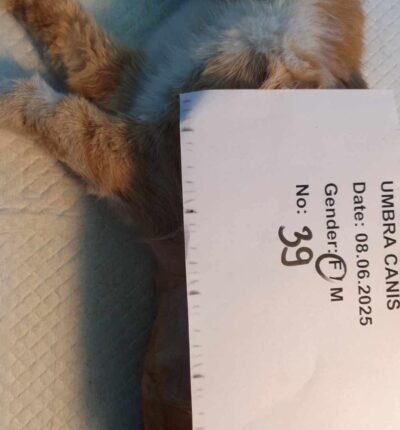 UMBRA CANIS
Date: 08.06.2025
Gender: F / M
No: 39